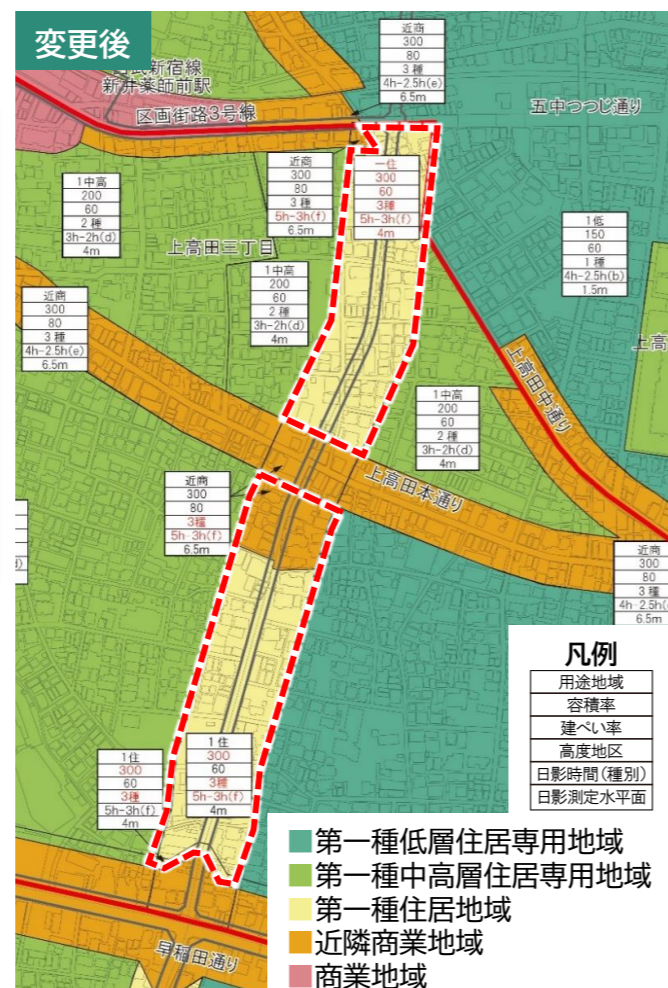 変更後
新宿線
新井薬師前駅
区画街路3号線
近商
300
80
3種
4h-2.5h(e)
6.5m
五中つつじ通り
近商
300
80
3種
5h-3h(f)
6.5m
一住
300
60
3種
5h-3h(f)
4m
1中高
200
60
2種
3h-2h(d)
4m
上高田三丁目
1低
150
60
1種
4h-2.5h(b)
1.5m
1中高
200
60
2種
3h-2h(d)
4m
近商
300
80
3種
4h-2.5h(e)
6.5m
上高
上高田中通り
1中高
200
60
2種
3h-2h(d)
4m
上高田本通り
近商
300
80
3種
5h-3h(f)
6.5m
近商
300
80
3種
4h-2.5h(
6.5m
1住
300
60
3種
5h-3h(f)
4m
1住
300
60
3種
5h-3h(f)
4m
早稲田通り
凡例
用途地域
容積率
建ぺい率
高度地区
日影時間(種別)
日影測定水平面
第一種低層住居専用地域
第一種中高層住居専用地域
第一種住居地域
近隣商業地域
商業地域